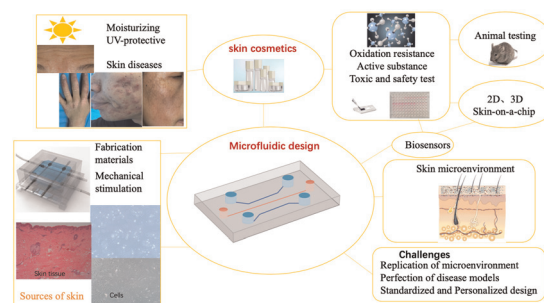 Moisturizing
UV-protective
Skin diseases
skin cosmetics
Oxidation resistance
Active substance
Toxic and safety test
Animal testing
2D、3D
Skin-on-a-chip
Biosensors
Fabrication
materials
Mechanical
stimulation
Skin tissue
Cells
Sources of skin
Microfluidic design
Skin microenvironment
Challenges
Replication of microenvironment
Perfection of disease models
Standardized and Personalized design